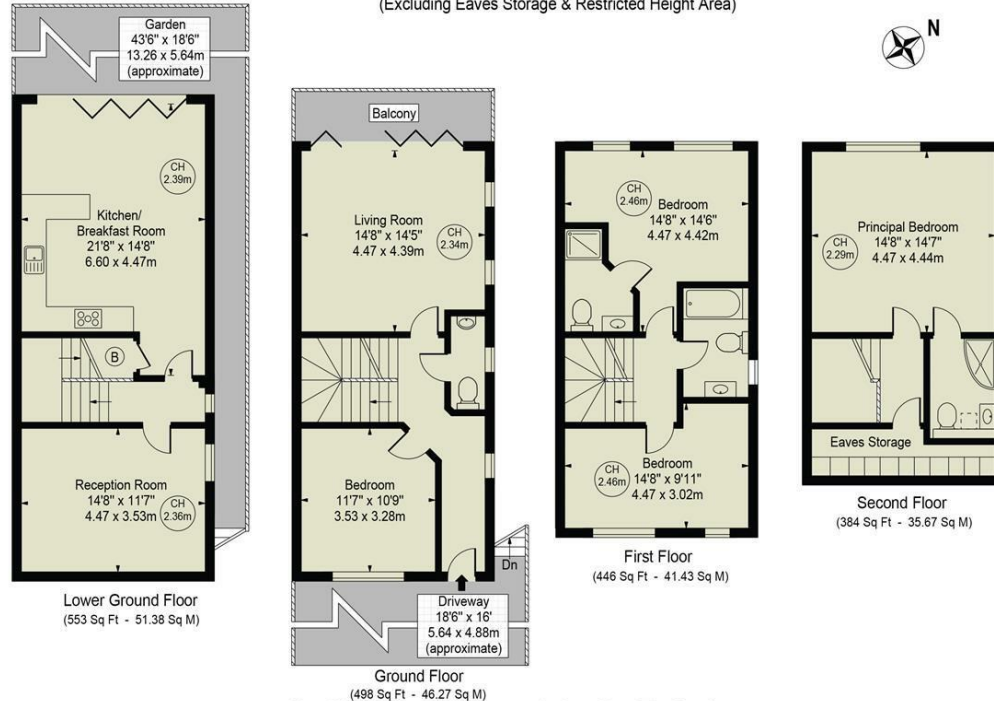 (Excluding Eaves Storage & Restricted Height Area)
N
Garden
43'6" x 18'6"
13.26 x 5.64m
(approximate)
CH
2.39m
Kitchen/
Breakfast Room
21'8" x 14'8"
6.60 x 4.47m
B
Reception Room
14'8" x 11'7"
4.47 x 3.53m
CH
2.36m
Lower Ground Floor
(553 Sq Ft - 51.38 Sq M)
Balcony
Living Room
14'8" x 14'5"
4.47 x 4.39m
CH
2.34m
Bedroom
11'7" x 10'9"
3.53 x 3.28m
Dn
Driveway
18'6" x 16'
5.64 x 4.88m
(approximate)
Ground Floor
(498 Sq Ft - 46.27 Sq M)
CH
2.46m
Bedroom
14'8" x 14'6"
4.47 x 4.42m
CH
2.46m
Bedroom
14'8" x 9'11"
4.47 x 3.02m
First Floor
(446 Sq Ft - 41.43 Sq M)
Principal Bedroom
14'8" x 14'7"
4.47 x 4.44m
CH
2.29m
Eaves Storage
Second Floor
(384 Sq Ft - 35.67 Sq M)